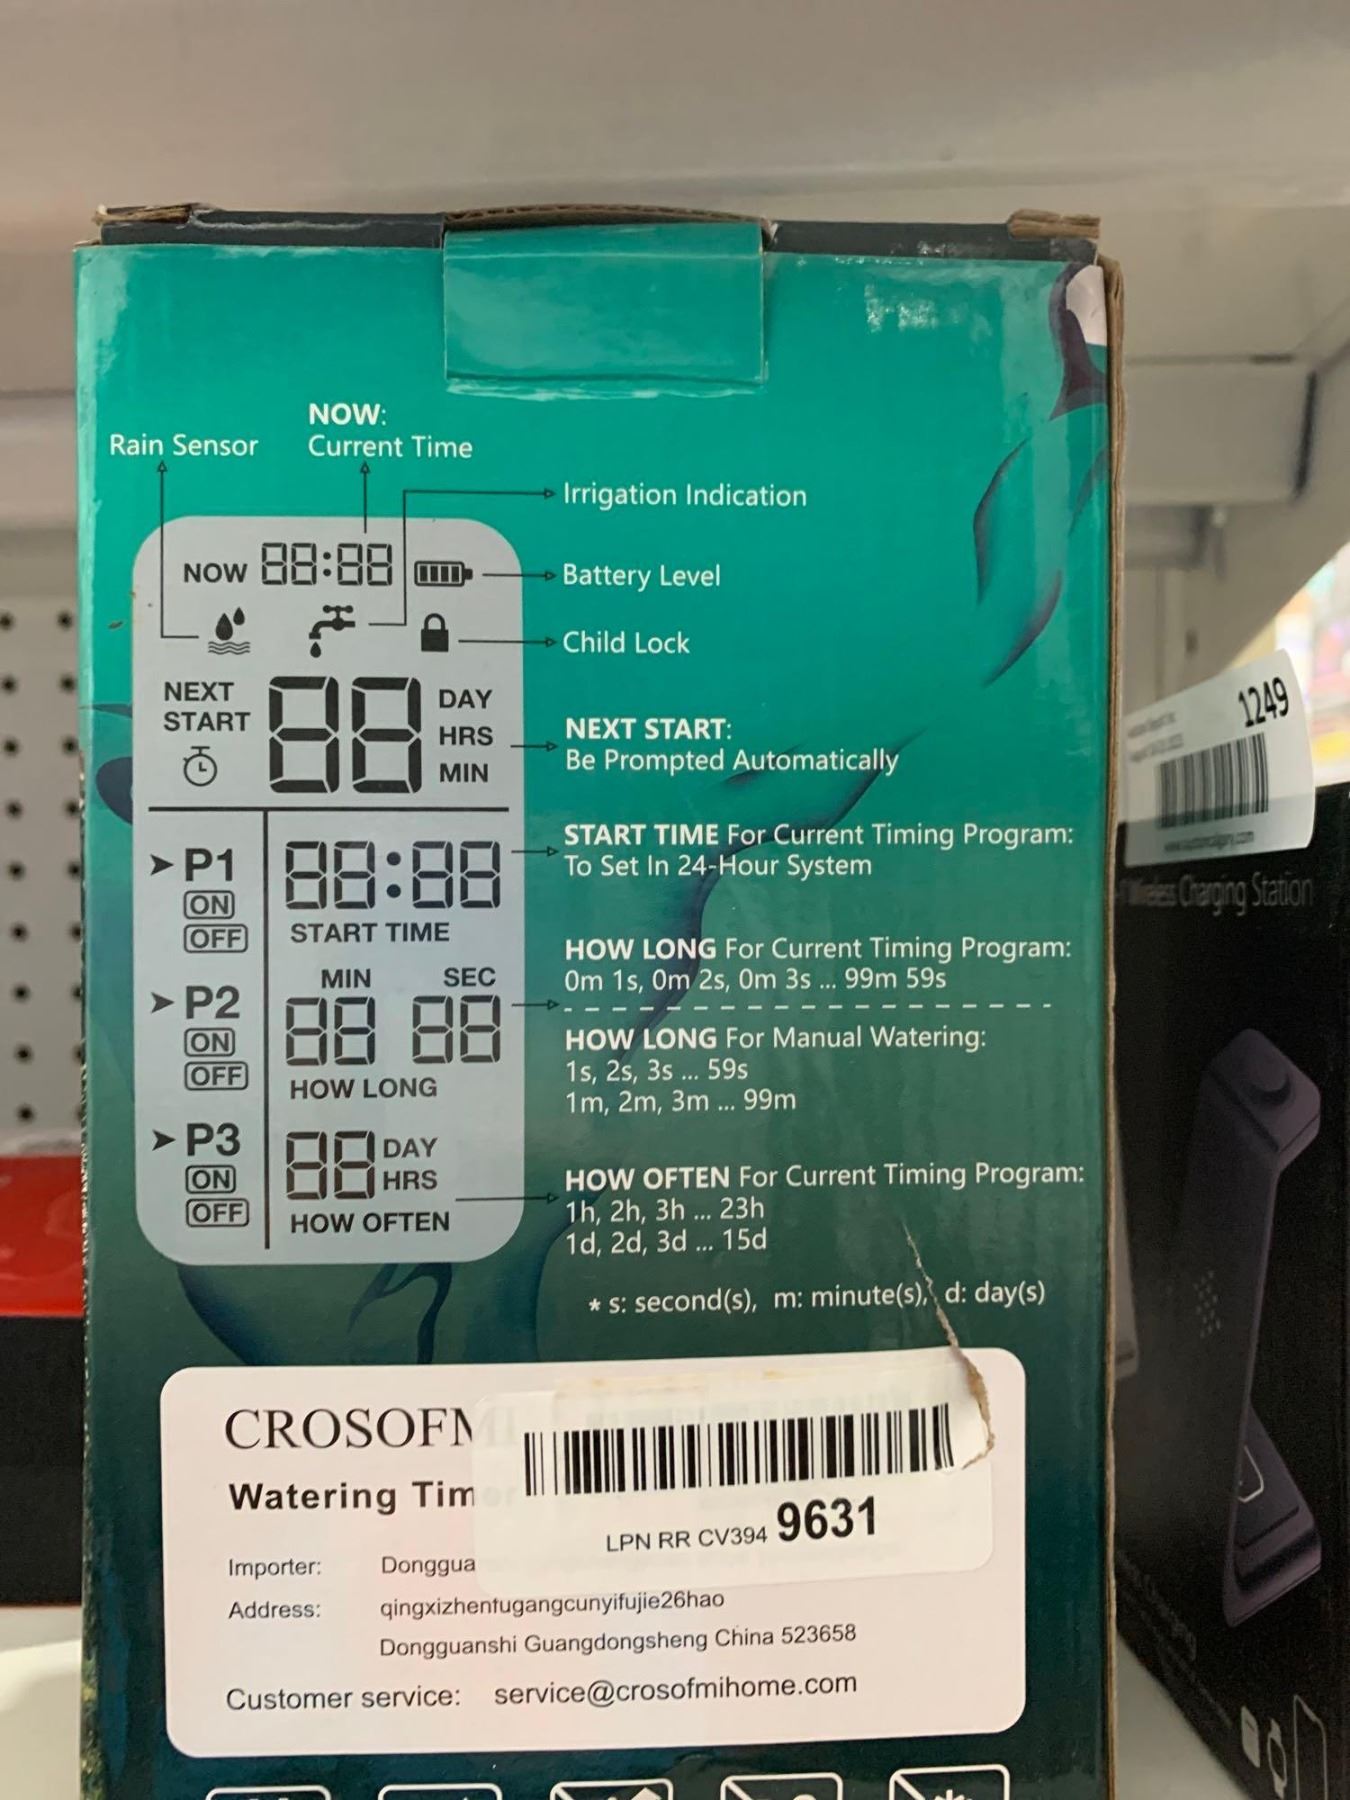 NOW:
Rain Sensor
Current Time
Irrigation Indication
NOW 88:88
Battery Level
Child Lock
NEXT
START
88
DAY
HRS
MIN
NEXT START:
Be Prompted Automatically
P1
ON
OFF
88:88
START TIME
START TIME For Current Timing Program:
To Set In 24-Hour System
P2
ON
OFF
MIN SEC
88 88
HOW LONG
HOW LONG For Current Timing Program:
0m 1s, 0m 2s, 0m 3s ... 99m 59s
HOW LONG For Manual Watering:
1s, 2s, 3s ... 59s
1m, 2m, 3m ... 99m
P3
ON
OFF
88 DAY
HRS
HOW OFTEN
HOW OFTEN For Current Timing Program:
1h, 2h, 3h ... 23h
1d, 2d, 3d ... 15d
* s: second(s), m: minute(s), d: day(s)
CROSOFMI
Watering Timer
LPN RR CV394 9631
Importer: Donggua
Address: qingxizhenfugangcunyifujie26hao
Dongguanshi Guangdongsheng China 523658
Customer service: service@crosofmihome.com
1249
Wireless Charging Station